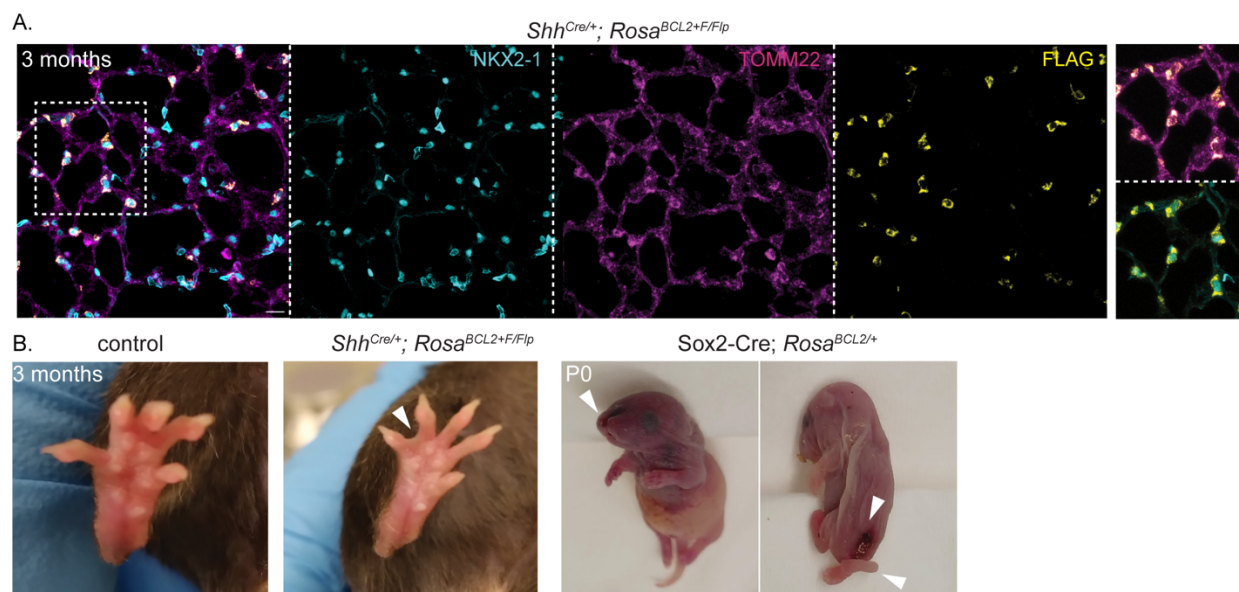 A.
Shh^Cre/+; Rosa^BCL2+F/Flp
3 months
NKX2-1
TOMM22
FLAG
B.
control
Shh^Cre/+; Rosa^BCL2+F/Flp
Sox2-Cre; Rosa^BCL2/+
3 months
P0